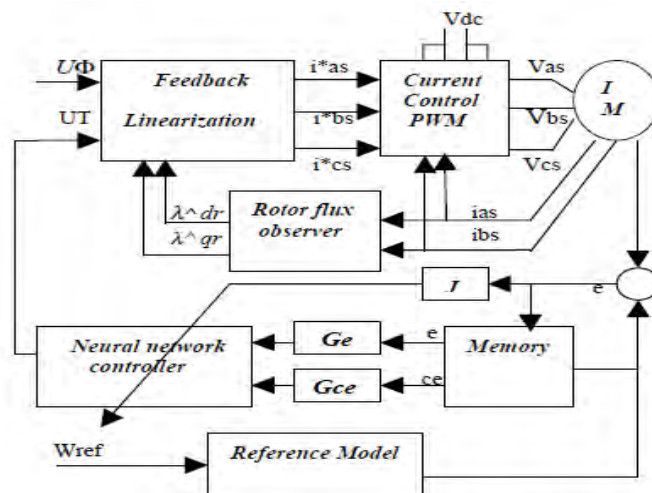 Vdc
UΦ
Feedback
Linearization
i*as
Current
Control
PWM
Vas
I
M
UT
i*bs
Vbs
i*cs
Vcs
λ^ dr
λ^ qr
Rotor flux
observer
ias
ibs
J
e
Neural network
controller
Ge
e
Memory
Gce
ce
Wref
Reference Model